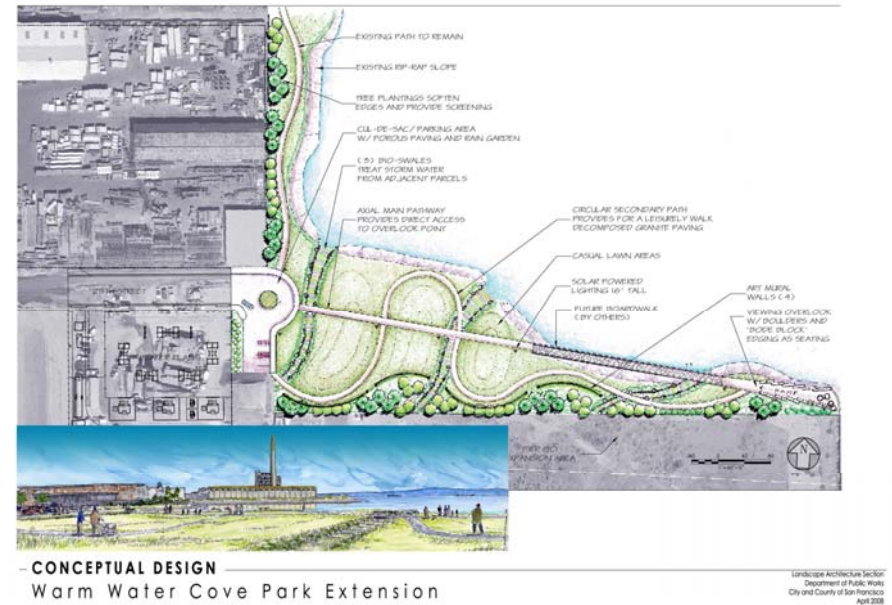 EXISTING PATH TO REMAIN
EXISTING RIP-RAP SLOPE
TREE PLANTINGS SOFTEN
EDGES AND PROVIDE SCREENING
CUL-DE-SAC/ PARKING AREA
W/ POROUS PAVING AND RAIN GARDEN
(3) BIO-SWALES
TREAT STORM WATER
FROM ADJACENT PARCELS
AXIAL MAIN PATHWAY
PROVIDES DIRECT ACCESS
TO OVERLOOK POINT
CIRCULAR SECONDARY PATH
PROVIDES FOR A LEISURELY WALK
DECOMPOSED GRANITE PAVING
CASUAL LAWN AREAS
SOLAR POWERED
LIGHTING 16' TALL
FUTURE BOARDWALK
(BY OTHERS)
ART MURAL
WALLS (4)
VIEWING OVERLOOK
W/ BOULDERS AND
'BODE BLOCK'
EDGING AS SEATING
EXPANSION AREA
N
CONCEPTUAL DESIGN
Warm Water Cove Park Extension
Landscape Architecture Section
Department of Public Works
City and County of San Francisco
April 2008